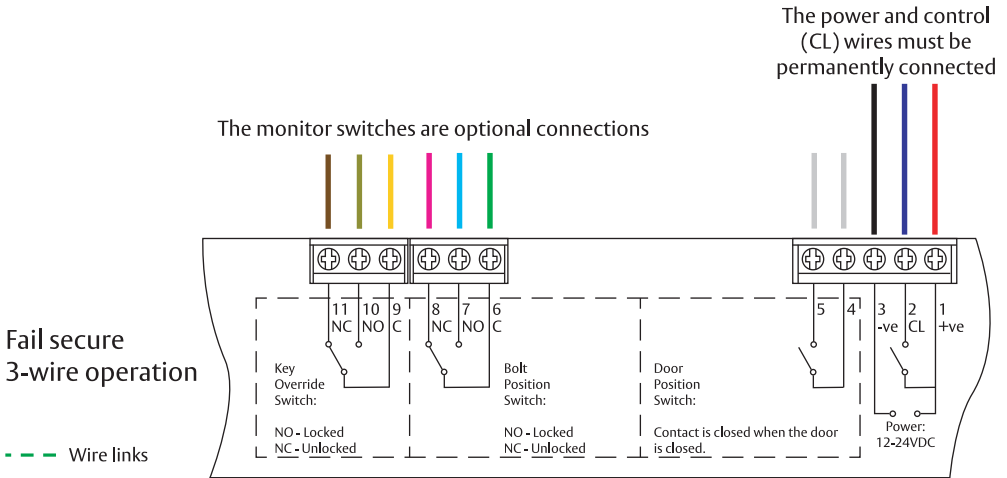 The power and control
(CL) wires must be
permanently connected
The monitor switches are optional connections
11 10 9 8 7 6 5 4 3 2 1
NC NO C NC NO C -ve CL +ve
Fail secure
3-wire operation
Key
Override
Switch:
NO - Locked
NC - Unlocked
Bolt
Position
Switch:
NO - Locked
NC - Unlocked
Door
Position
Switch:
Contact is closed when the door
is closed.
Power:
12-24VDC
Wire links